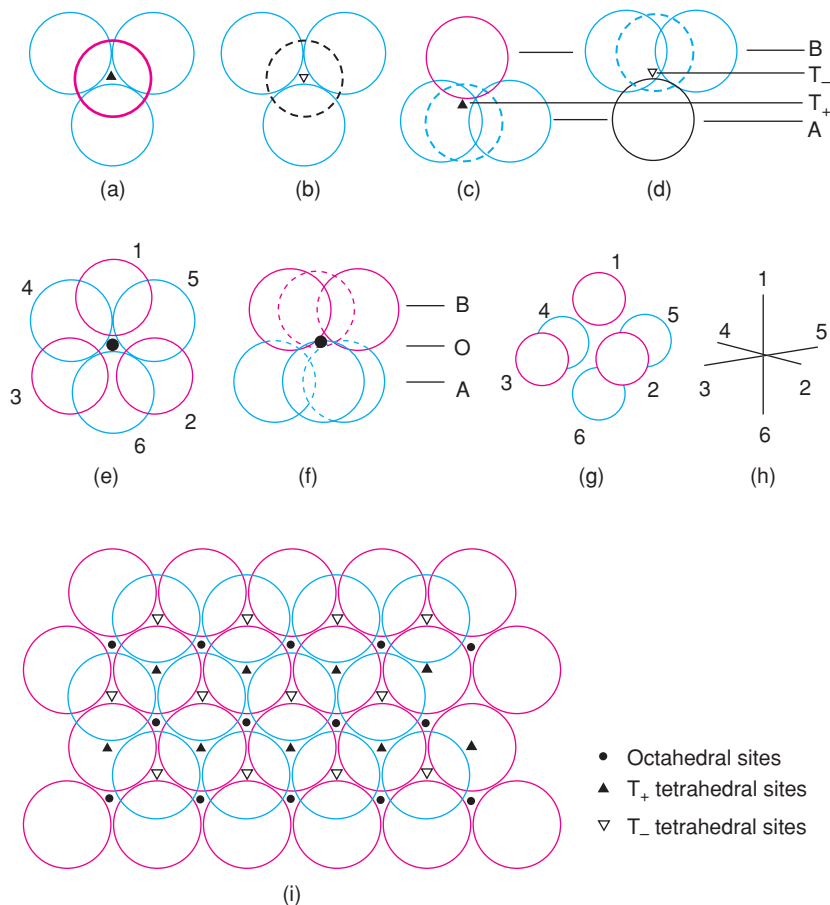 B
T–
T+
A
(a)
(b)
(c)
(d)
1
4
5
3
2
6
(e)
B
O
A
(f)
1
4
5
3
2
6
(g)
1
4
5
3
2
6
(h)
Octahedral sites
T+ tetrahedral sites
T– tetrahedral sites
(i)